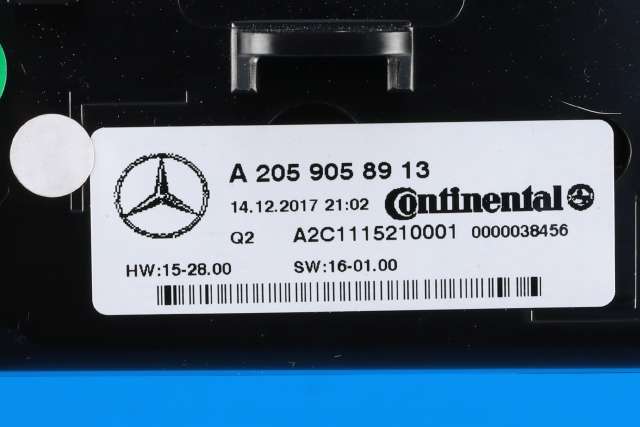 A 205 905 89 13
14.12.2017 21:02 Continental
Q2 A2C1115210001 0000038456
HW:15-28.00 SW:16-01.00